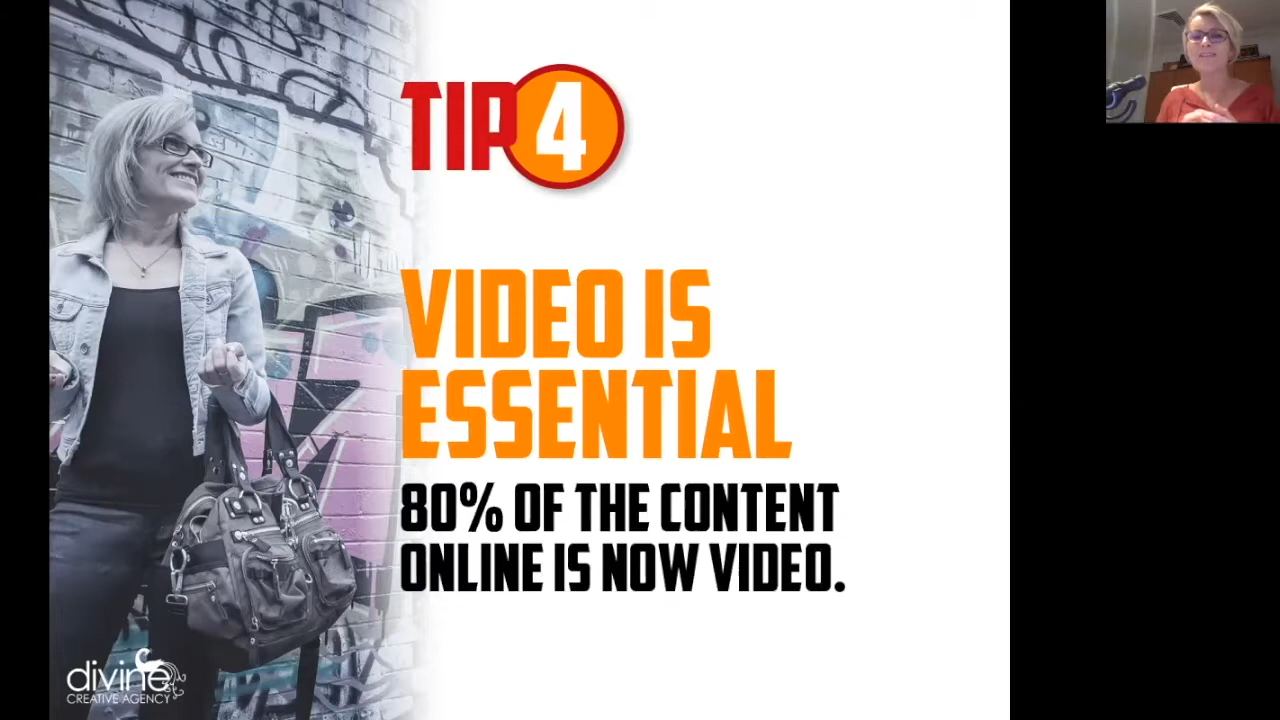 TIP 4
VIDEO IS
ESSENTIAL
80% OF THE CONTENT
ONLINE IS NOW VIDEO.
divine
CREATIVE AGENCY